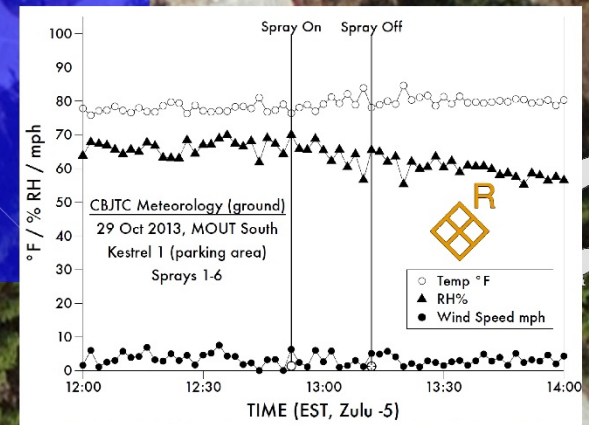 Spray On Spray Off
100
90
80
70
60
50
40
30
20
10
0
°F / % RH / mph
CBJTC Meteorology (ground)
29 Oct 2013, MOUT South
Kestrel 1 (parking area)
Sprays 1-6
R
Temp °F
RH%
Wind Speed mph
12:00 12:30 13:00 13:30 14:00
TIME (EST, Zulu -5)